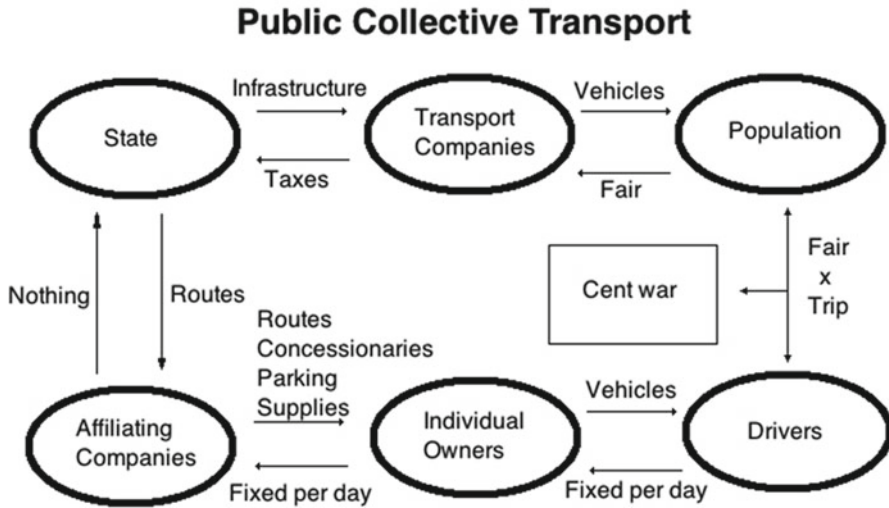 Public Collective Transport
Infrastructure
Vehicles
State
Transport
Companies
Population
Taxes
Fair
Nothing
Routes
Cent war
Fair
x
Trip
Routes
Concessionaries
Parking
Supplies
Vehicles
Affiliating
Companies
Individual
Owners
Drivers
Fixed per day
Fixed per day